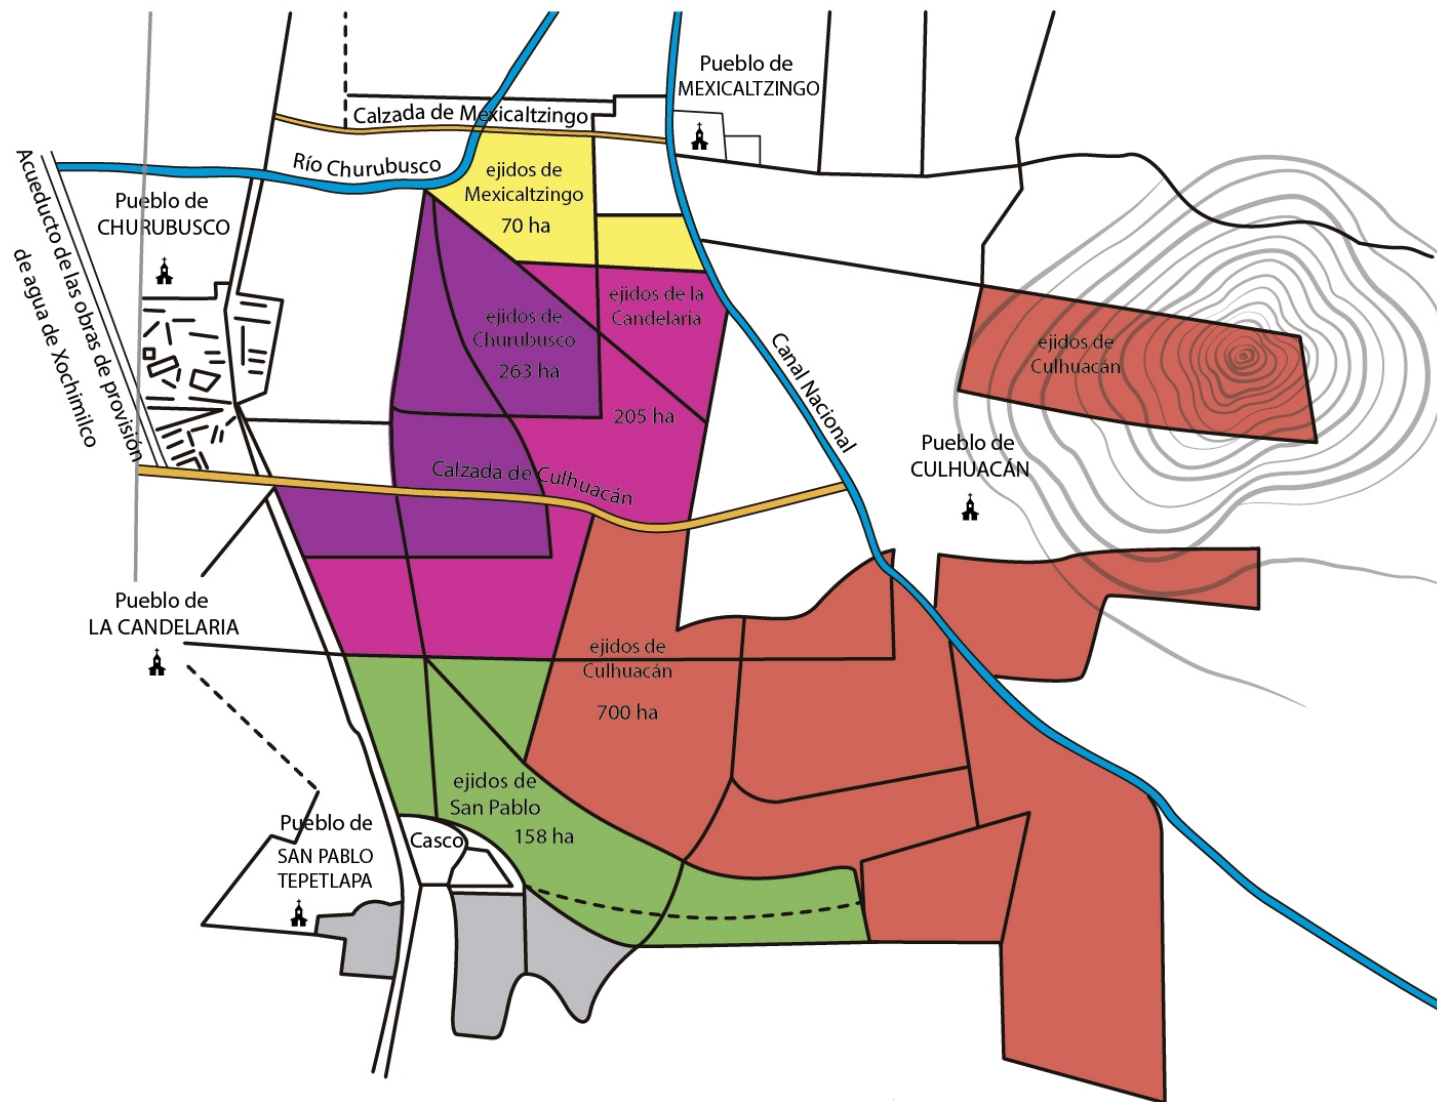 Pueblo de
MEXICALTZINGO
Calzada de Mexicaltzingo
Río Churubusco
ejidos de
Mexicaltzingo
70 ha
Acueducto de las obras de provisión
de agua de Xochimilco
Pueblo de
CHURUBUSCO
ejidos de la
Candelaria
205 ha
ejidos de
Churubusco
263 ha
Canal Nacional
ejidos de
Culhuacán
Pueblo de
CULHUACÁN
Calzada de Culhuacán
Pueblo de
LA CANDELARIA
ejidos de
Culhuacán
700 ha
ejidos de
San Pablo
158 ha
Casco
Pueblo de
SAN PABLO
TEPETLAPA